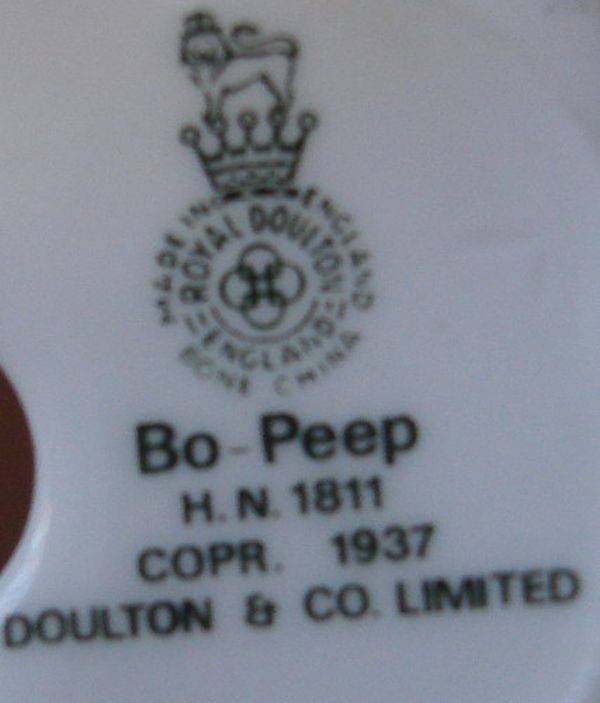 MADE IN ENGLAND
ROYAL DOULTON
ENGLAND
BONE CHINA
Bo-Peep
H.N. 1811
COPR. 1937
DOULTON & CO. LIMITED